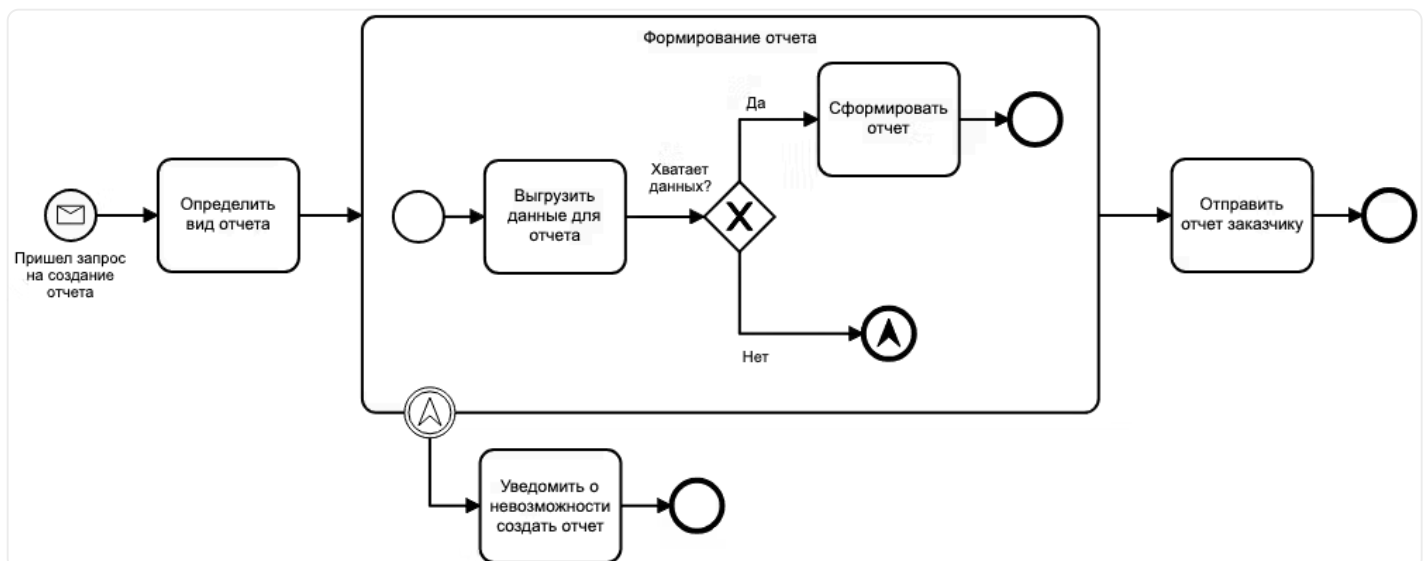 Формирование отчета
Да
Сформировать
отчет
Хватает
данных?
Определить
вид отчета
Выгрузить
данные для
отчета
Отправить
отчет заказчику
Пришел запрос
на создание
отчета
Нет
Уведомить о
невозможности
создать отчет